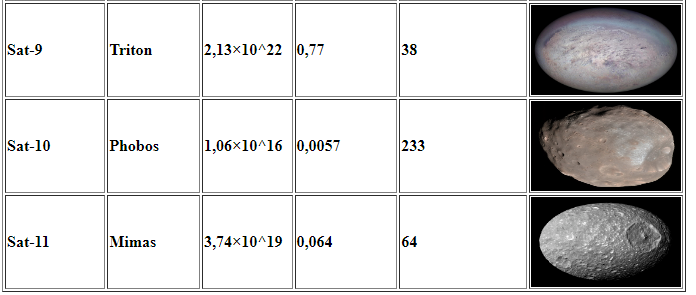 Sat-9 Triton 2,13×10^22 0,77 38
Sat-10 Phobos 1,06×10^16 0,0057 233
Sat-11 Mimas 3,74×10^19 0,064 64